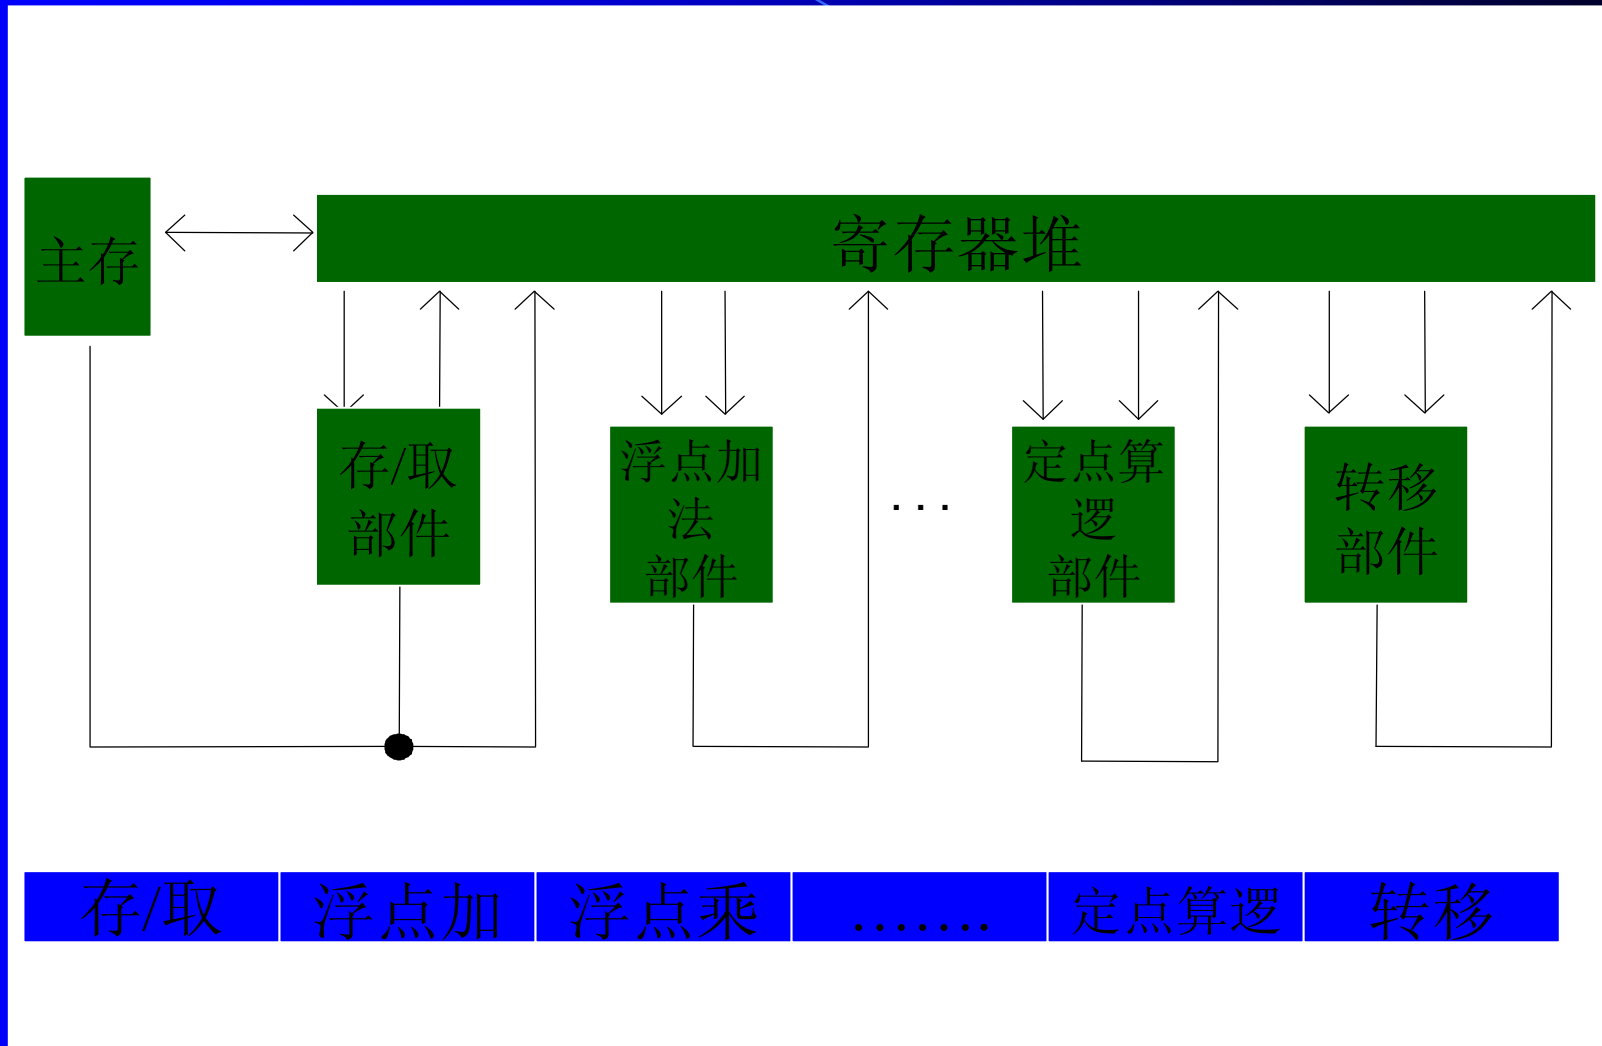 主存
寄存器堆
存/取
部件
浮点加
法
部件
...
定点算
逻
部件
转移
部件
存/取
浮点加
浮点乘
.......
定点算逻
转移